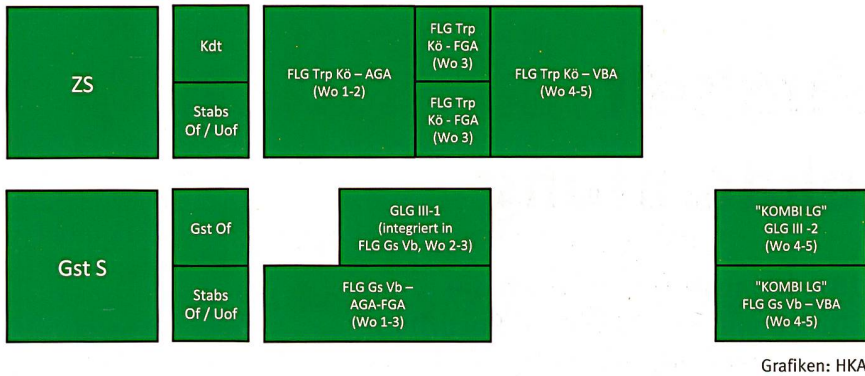 ZS
Kdt
Stabs
Of / Uof
FLG Trp Kö – AGA
(Wo 1-2)
FLG Trp
Kö - FGA
(Wo 3)
FLG Trp
Kö - FGA
(Wo 3)
FLG Trp Kö – VBA
(Wo 4-5)
Gst S
Gst Of
Stabs
Of / Uof
GLG III-1
(integriert in
FLG Gs Vb, Wo 2-3)
FLG Gs Vb –
AGA-FGA
(Wo 1-3)
"KOMBI LG"
GLG III -2
(Wo 4-5)
"KOMBI LG"
FLG Gs Vb – VBA
(Wo 4-5)
Grafiken: HKA